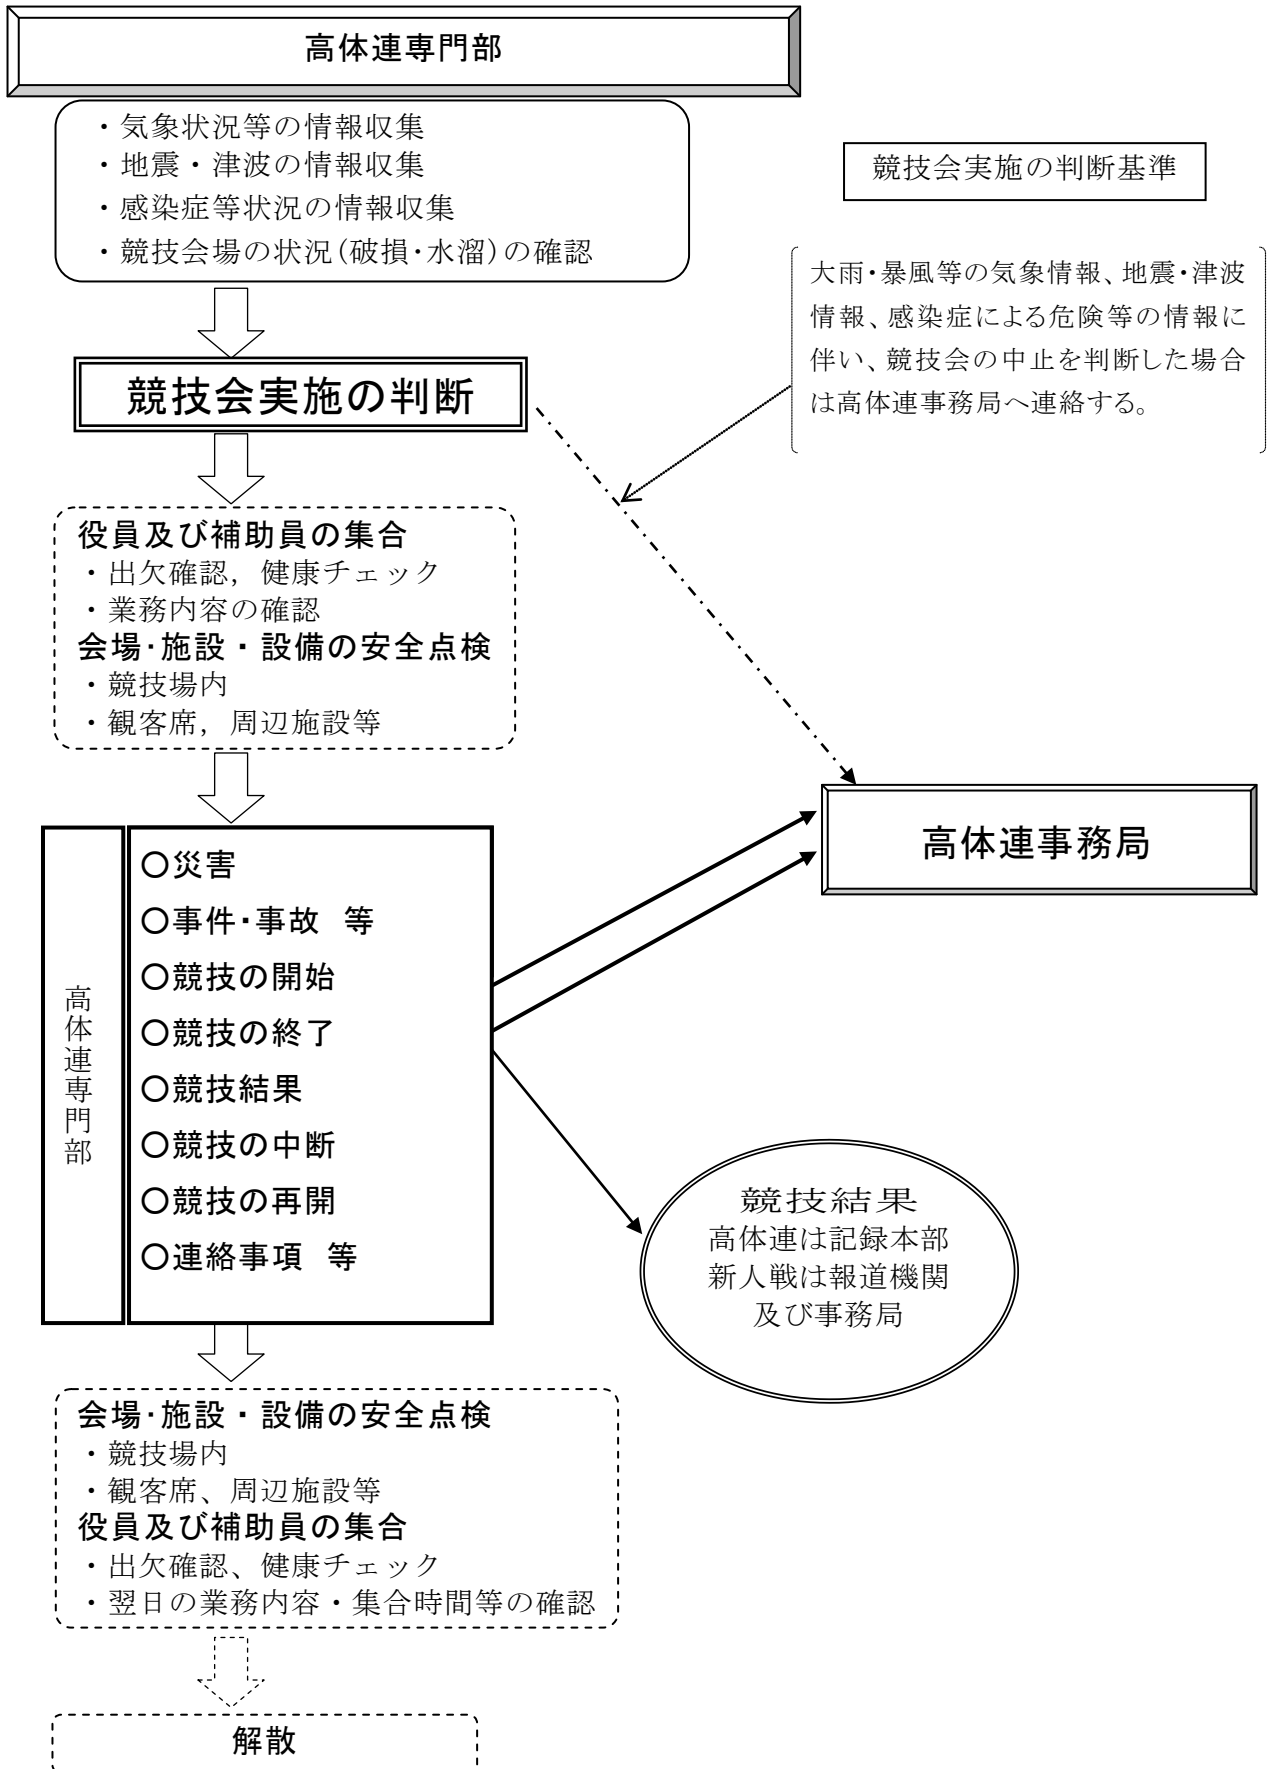 高体連専門部
・気象状況等の情報収集
・地震・津波の情報収集
・感染症等状況の情報収集
・競技会場の状況(破損・水溜)の確認
競技会実施の判断基準
大雨・暴風等の気象情報、地震・津波
情報、感染症による危険等の情報に
伴い、競技会の中止を判断した場合
は高体連事務局へ連絡する。
競技会実施の判断
役員及び補助員の集合
・出欠確認，健康チェック
・業務内容の確認
会場・施設・設備の安全点検
・競技場内
・観客席，周辺施設等
高体連事務局
高体連専門部
〇災害
〇事件・事故 等
〇競技の開始
〇競技の終了
〇競技結果
〇競技の中断
〇競技の再開
〇連絡事項 等
競技結果
高体連は記録本部
新人戦は報道機関
及び事務局
会場・施設・設備の安全点検
・競技場内
・観客席、周辺施設等
役員及び補助員の集合
・出欠確認、健康チェック
・翌日の業務内容・集合時間等の確認
解散